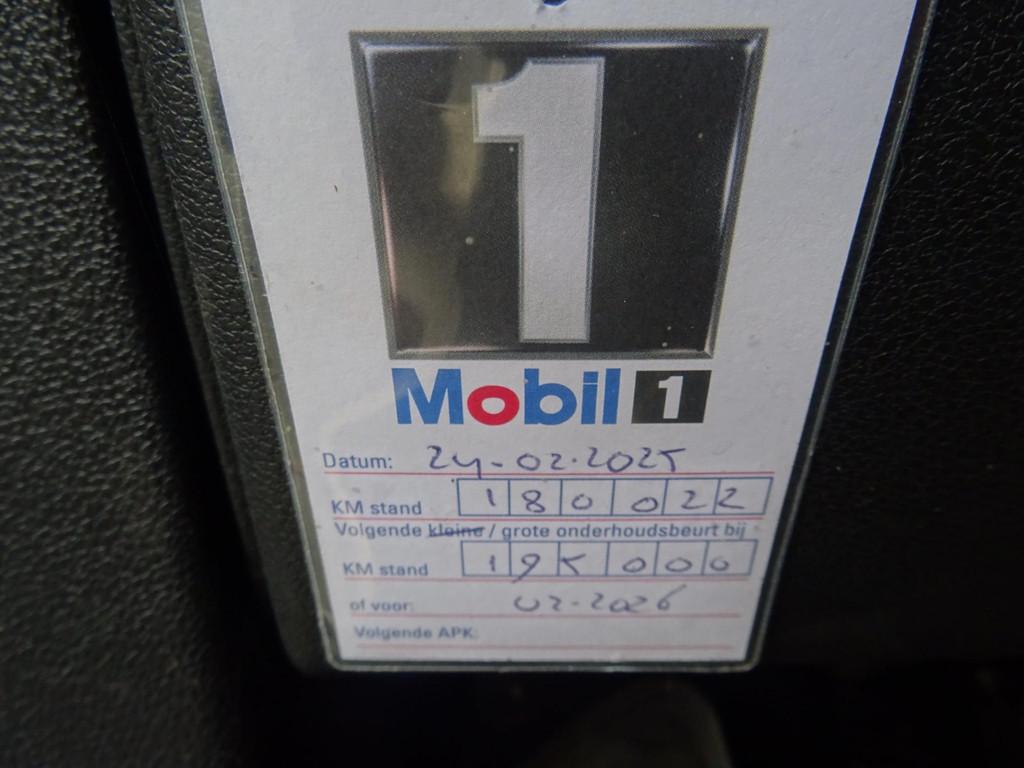 1
Mobil 1
Datum: 24-02-2025
KM stand 180022
Volgende kleine / grote onderhoudsbeurt bij
KM stand 195000
of voor: 02-2026
Volgende APK: